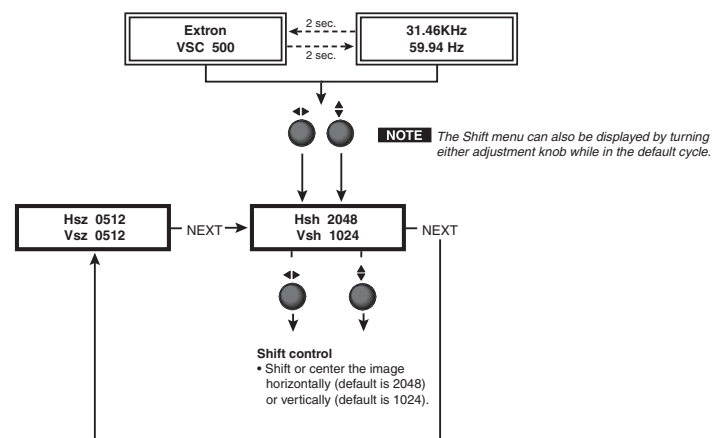 Extron
VSC 500
2 sec.
2 sec.
31.46KHz
59.94 Hz
NOTE The Shift menu can also be displayed by turning
either adjustment knob while in the default cycle.
Hsz 0512
Vsz 0512
NEXT
Hsh 2048
Vsh 1024
NEXT
Shift control
• Shift or center the image
horizontally (default is 2048)
or vertically (default is 1024).